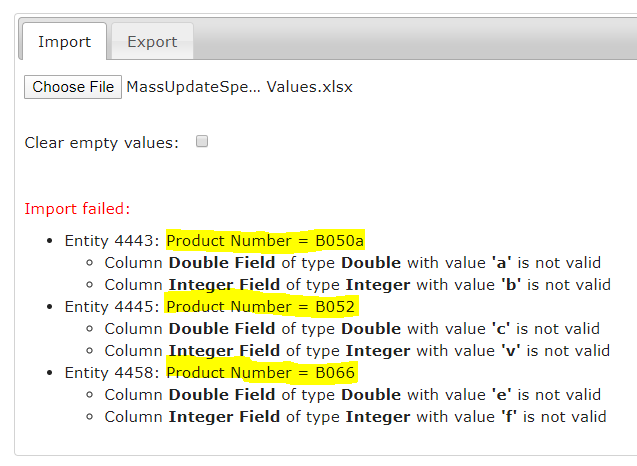 Import Export
Choose File MassUpdateSpe... Values.xlsx
Clear empty values:
Import failed:
• Entity 4443: Product Number = B050a
◦ Column Double Field of type Double with value 'a' is not valid
◦ Column Integer Field of type Integer with value 'b' is not valid
• Entity 4445: Product Number = B052
◦ Column Double Field of type Double with value 'c' is not valid
◦ Column Integer Field of type Integer with value 'v' is not valid
• Entity 4458: Product Number = B066
◦ Column Double Field of type Double with value 'e' is not valid
◦ Column Integer Field of type Integer with value 'f' is not valid